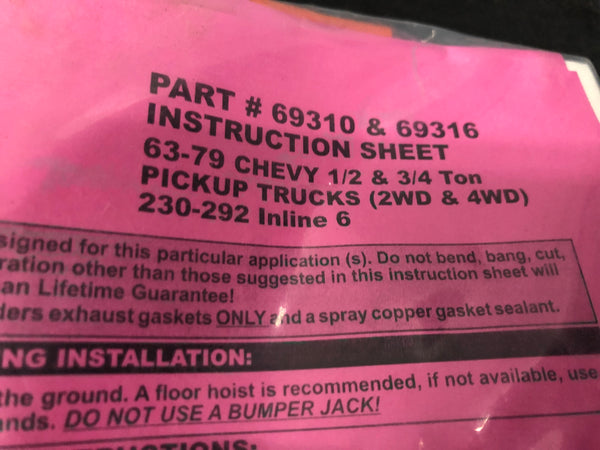 PART # 69310 & 69316
INSTRUCTION SHEET
63-79 CHEVY 1/2 & 3/4 Ton
PICKUP TRUCKS (2WD & 4WD)
230-292 Inline 6
signed for this particular application (s). Do not bend, bang, cut,
ration other than those suggested in this instruction sheet will
an Lifetime Guarantee!
ders exhaust gaskets ONLY and a spray copper gasket sealant.
NG INSTALLATION:
the ground. A floor hoist is recommended, if not available, use
ands. DO NOT USE A BUMPER JACK!